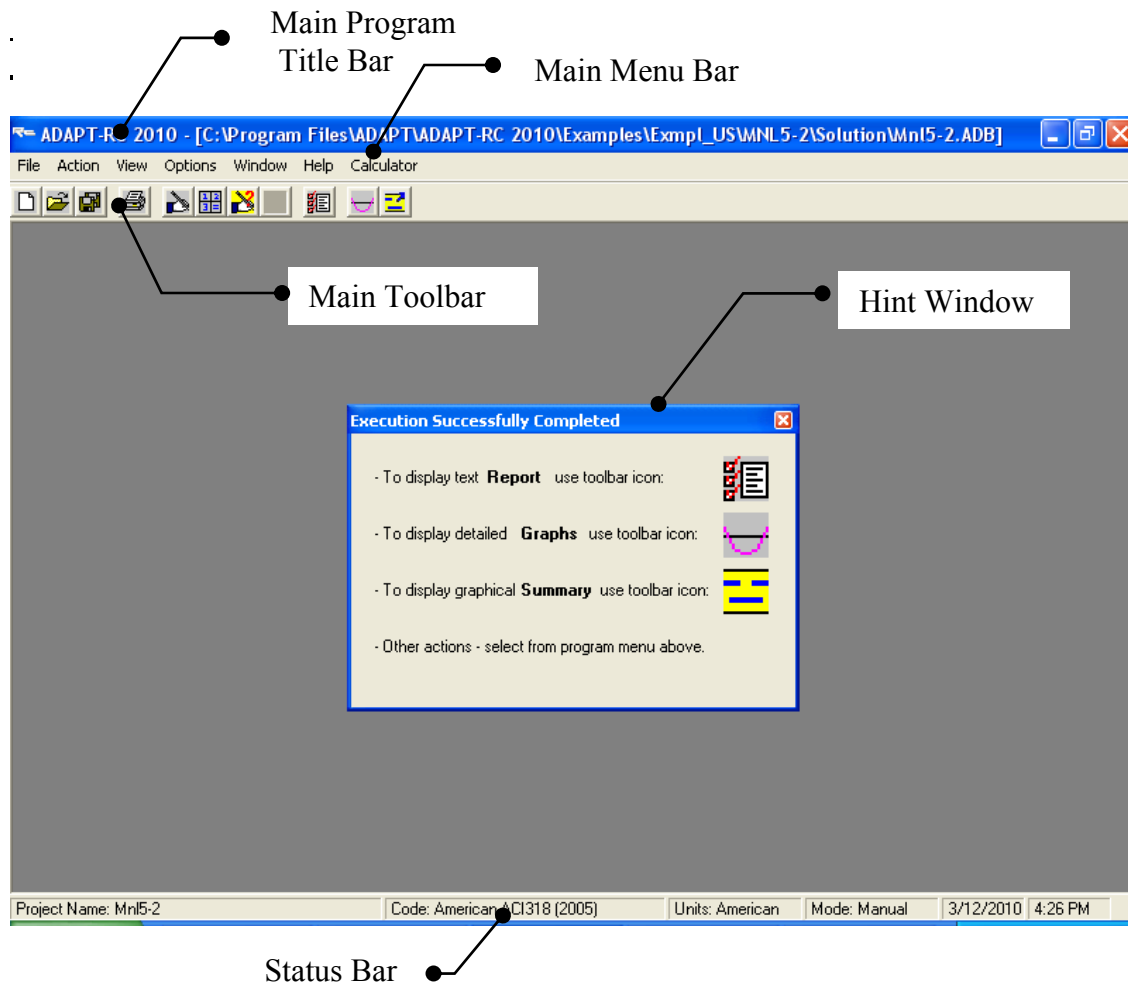 Main Program
Title Bar
Main Menu Bar
ADAPT-RC 2010 - [C:\Program Files\ADAPT\ADAPT-RC 2010\Examples\Exmpl_US\MNL5-2\Solution\Mnl5-2.ADB]
File Action View Options Window Help Calculator
Main Toolbar
Hint Window
Execution Successfully Completed
- To display text Report use toolbar icon:
- To display detailed Graphs use toolbar icon:
- To display graphical Summary use toolbar icon:
- Other actions - select from program menu above.
Project Name: Mnl5-2 Code: American ACI318 (2005) Units: American Mode: Manual 3/12/2010 4:26 PM
Status Bar